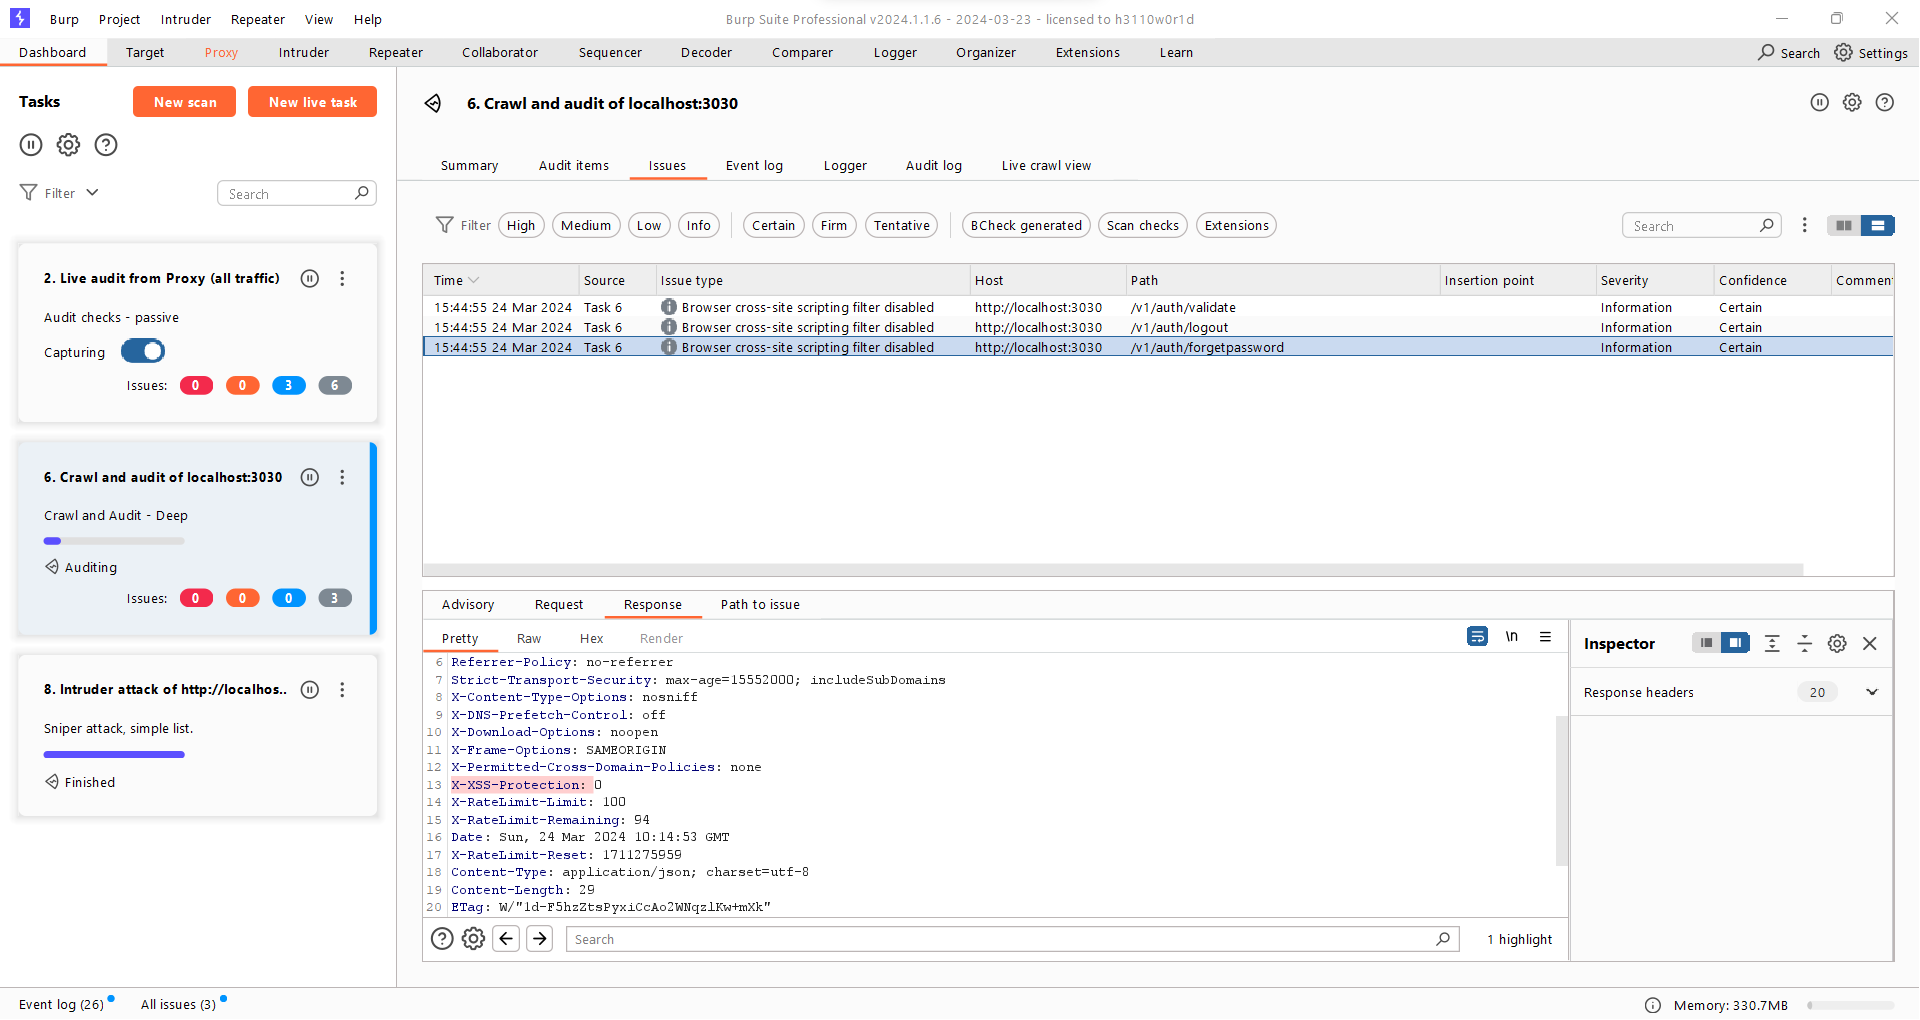 Burp Project Intruder Repeater View Help Burp Suite Professional v2024.1.1.6 - 2024-03-23 - licensed to h3110w0r1d
Dashboard Target Proxy Intruder Repeater Collaborator Sequencer Decoder Comparer Logger Organizer Extensions Learn Search Settings
Tasks New scan New live task
Filter Search
2. Live audit from Proxy (all traffic)
Audit checks - passive
Capturing
Issues: 0 0 3 6
6. Crawl and audit of localhost:3030
Crawl and Audit - Deep
Auditing
Issues: 0 0 0 3
8. Intruder attack of http://localhos..
Sniper attack, simple list.
Finished
6. Crawl and audit of localhost:3030
Summary Audit items Issues Event log Logger Audit log Live crawl view
Filter High Medium Low Info Certain Firm Tentative BCheck generated Scan checks Extensions Search
Time Source Issue type Host Path Insertion point Severity Confidence Commen
15:44:55 24 Mar 2024 Task 6 Browser cross-site scripting filter disabled http://localhost:3030 /v1/auth/validate Information Certain
15:44:55 24 Mar 2024 Task 6 Browser cross-site scripting filter disabled http://localhost:3030 /v1/auth/logout Information Certain
15:44:55 24 Mar 2024 Task 6 Browser cross-site scripting filter disabled http://localhost:3030 /v1/auth/forgetpassword Information Certain
Advisory Request Response Path to issue
Pretty Raw Hex Render \n
6 Referrer-Policy: no-referrer
7 Strict-Transport-Security: max-age=15552000; includeSubDomains
8 X-Content-Type-Options: nosniff
9 X-DNS-Prefetch-Control: off
10 X-Download-Options: noopen
11 X-Frame-Options: SAMEORIGIN
12 X-Permitted-Cross-Domain-Policies: none
13 X-XSS-Protection: 0
14 X-RateLimit-Limit: 100
15 X-RateLimit-Remaining: 94
16 Date: Sun, 24 Mar 2024 10:14:53 GMT
17 X-RateLimit-Reset: 1711275959
18 Content-Type: application/json; charset=utf-8
19 Content-Length: 29
20 ETag: W/"1d-F5hzZtsPyxiCcAo2WNqzlKw+mXk"
Search 1 highlight
Inspector
Response headers 20
Event log (26) All issues (3) Memory: 330.7MB